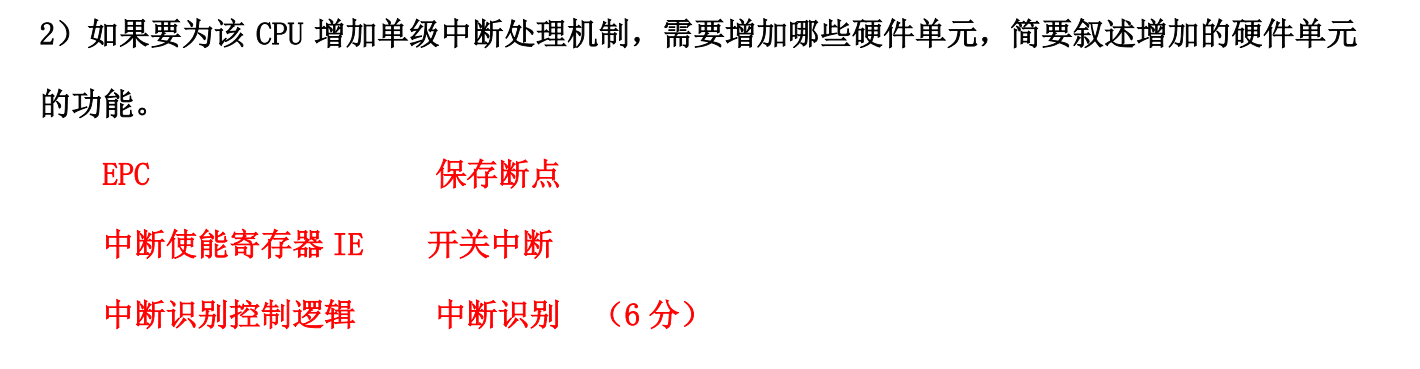 2）如果要为该 CPU 增加单级中断处理机制，需要增加哪些硬件单元，简要叙述增加的硬件单元
的功能。
EPC 保存断点
中断使能寄存器 IE 开关中断
中断识别控制逻辑 中断识别 （6 分）